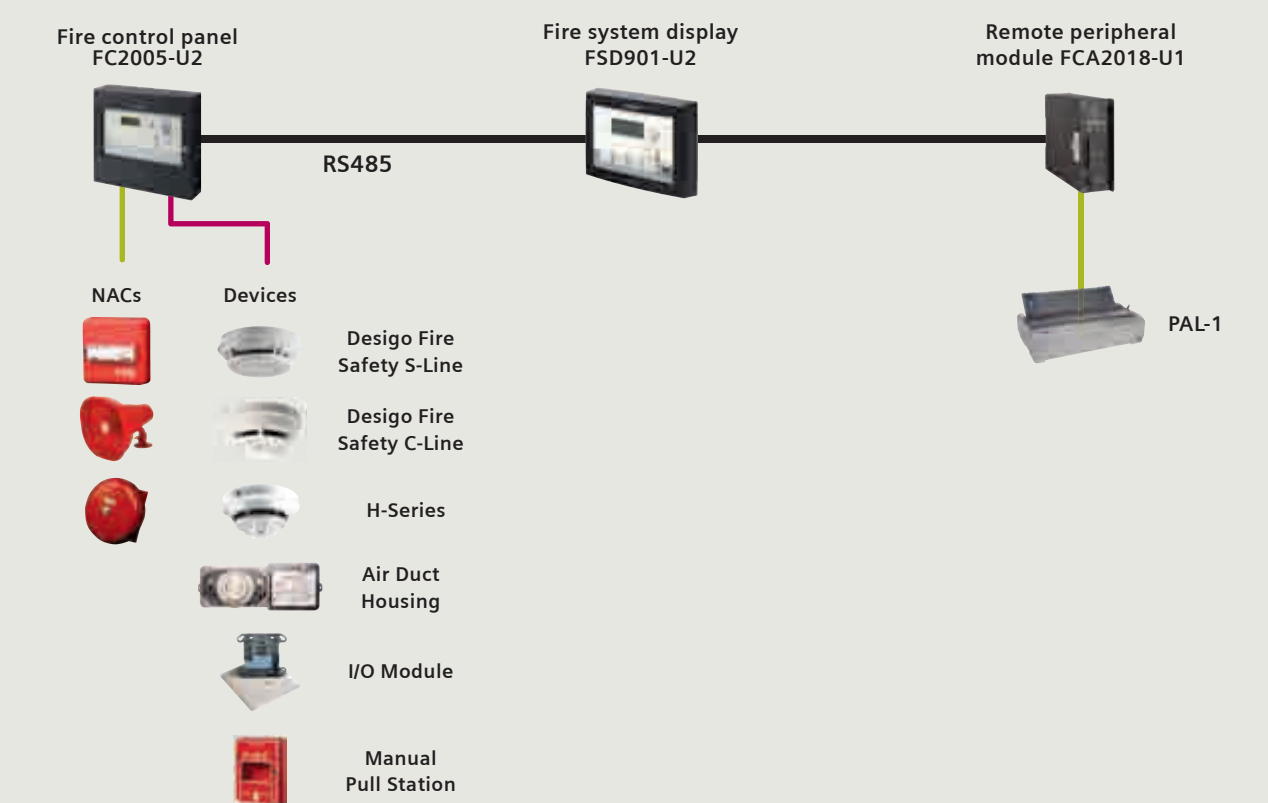 Fire control panel
FC2005-U2
Fire system display
FSD901-U2
Remote peripheral
module FCA2018-U1
RS485
NACs
Devices
PAL-1
Desigo Fire
Safety S-Line
Desigo Fire
Safety C-Line
H-Series
Air Duct
Housing
I/O Module
Manual
Pull Station